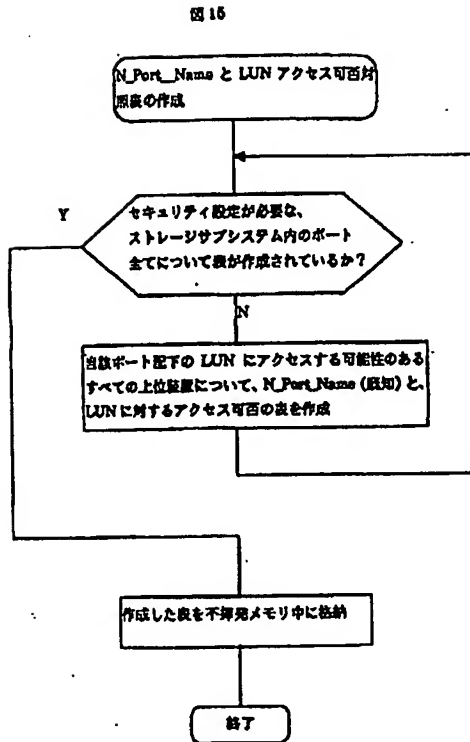 図 15
N_Port_Name と LUN アクセス可否対
照表の作成
セキュリティ設定が必要な、
ストレージサブシステム内のポート
全てについて表が作成されているか？
Y
N
当該ポート配下の LUN にアクセスする可能性のある
すべての上位装置について、N_Port_Name (既知) と、
LUNに対するアクセス可否の表を作成
作成した表を不揮発メモリ中に格納
終了